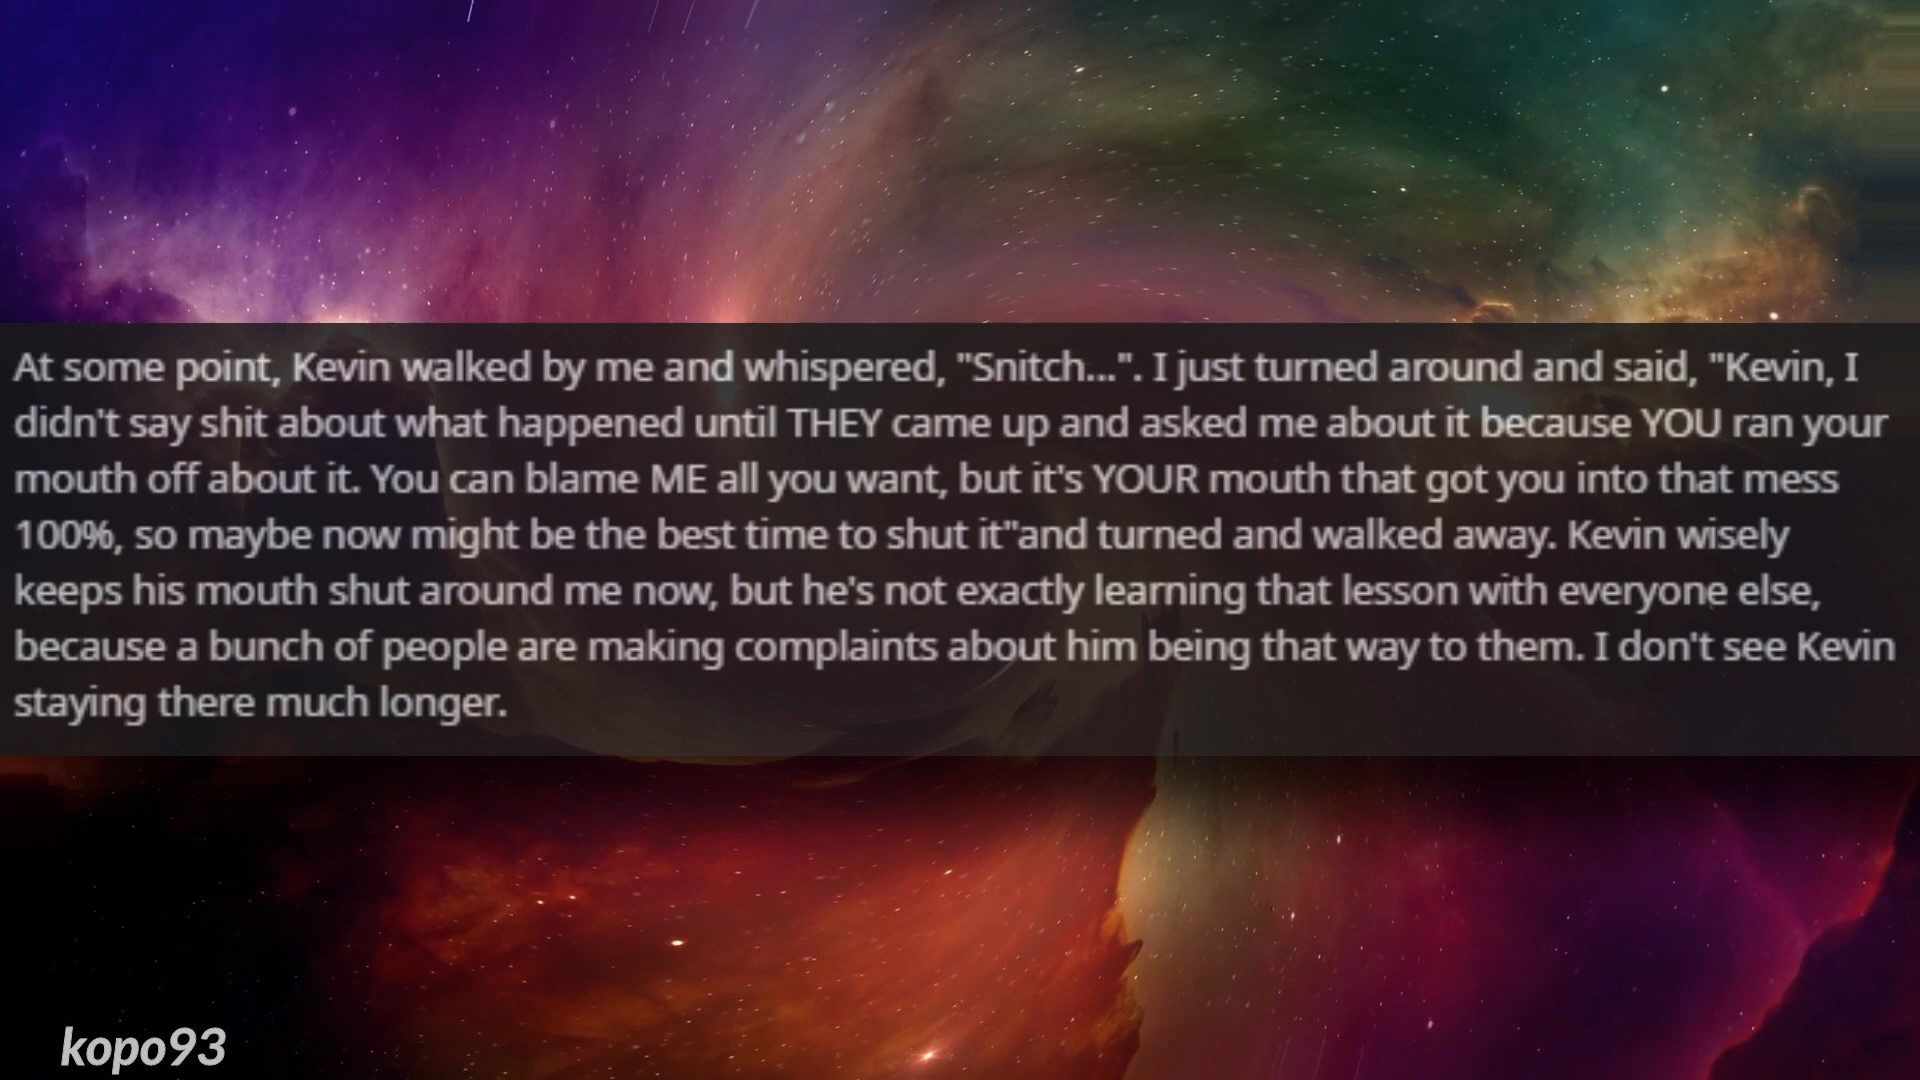 At some point, Kevin walked by me and whispered, "Snitch...". I just turned around and said, "Kevin, I
didn't say shit about what happened until THEY came up and asked me about it because YOU ran your
mouth off about it. You can blame ME all you want, but it's YOUR mouth that got you into that mess
100%, so maybe now might be the best time to shut it"and turned and walked away. Kevin wisely
keeps his mouth shut around me now, but he's not exactly learning that lesson with everyone else,
because a bunch of people are making complaints about him being that way to them. I don't see Kevin
staying there much longer.
kopo93